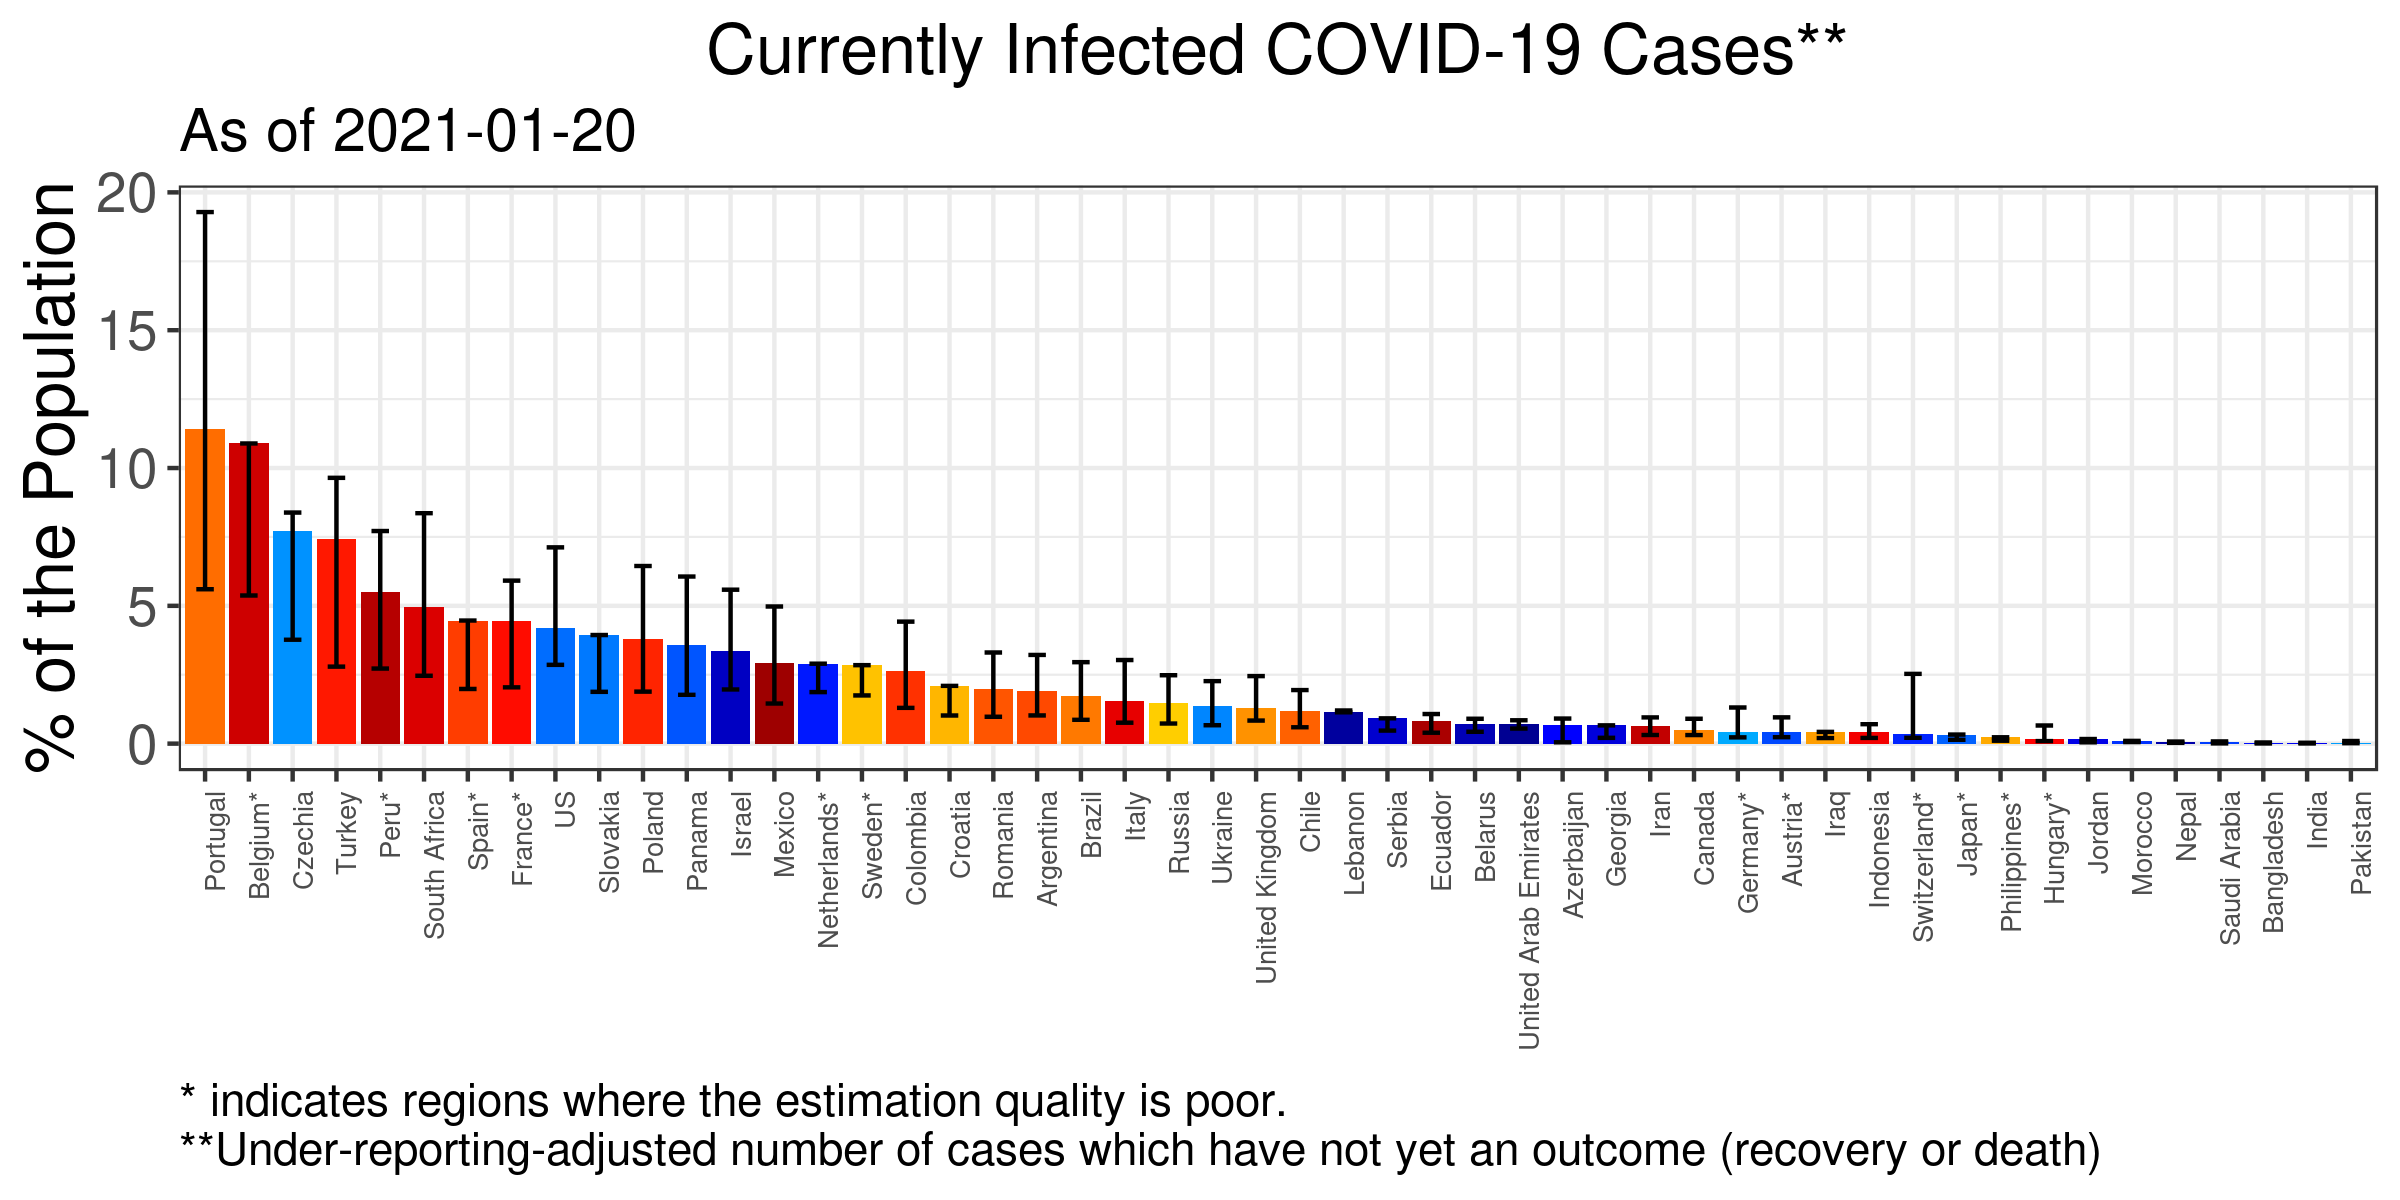 Currently Infected COVID-19 Cases**
As of 2021-01-20
% of the Population
20
15
10
5
0
Portugal
Belgium*
Czechia
Turkey
Peru*
South Africa
Spain*
France*
US
Slovakia
Poland
Panama
Israel
Mexico
Netherlands*
Sweden*
Colombia
Croatia
Romania
Argentina
Brazil
Italy
Russia
Ukraine
United Kingdom
Chile
Lebanon
Serbia
Ecuador
Belarus
United Arab Emirates
Azerbaijan
Georgia
Iran
Canada
Germany*
Austria*
Iraq
Indonesia
Switzerland*
Japan*
Philippines*
Hungary*
Jordan
Morocco
Nepal
Saudi Arabia
Bangladesh
India
Pakistan
* indicates regions where the estimation quality is poor.
**Under-reporting-adjusted number of cases which have not yet an outcome (recovery or death)